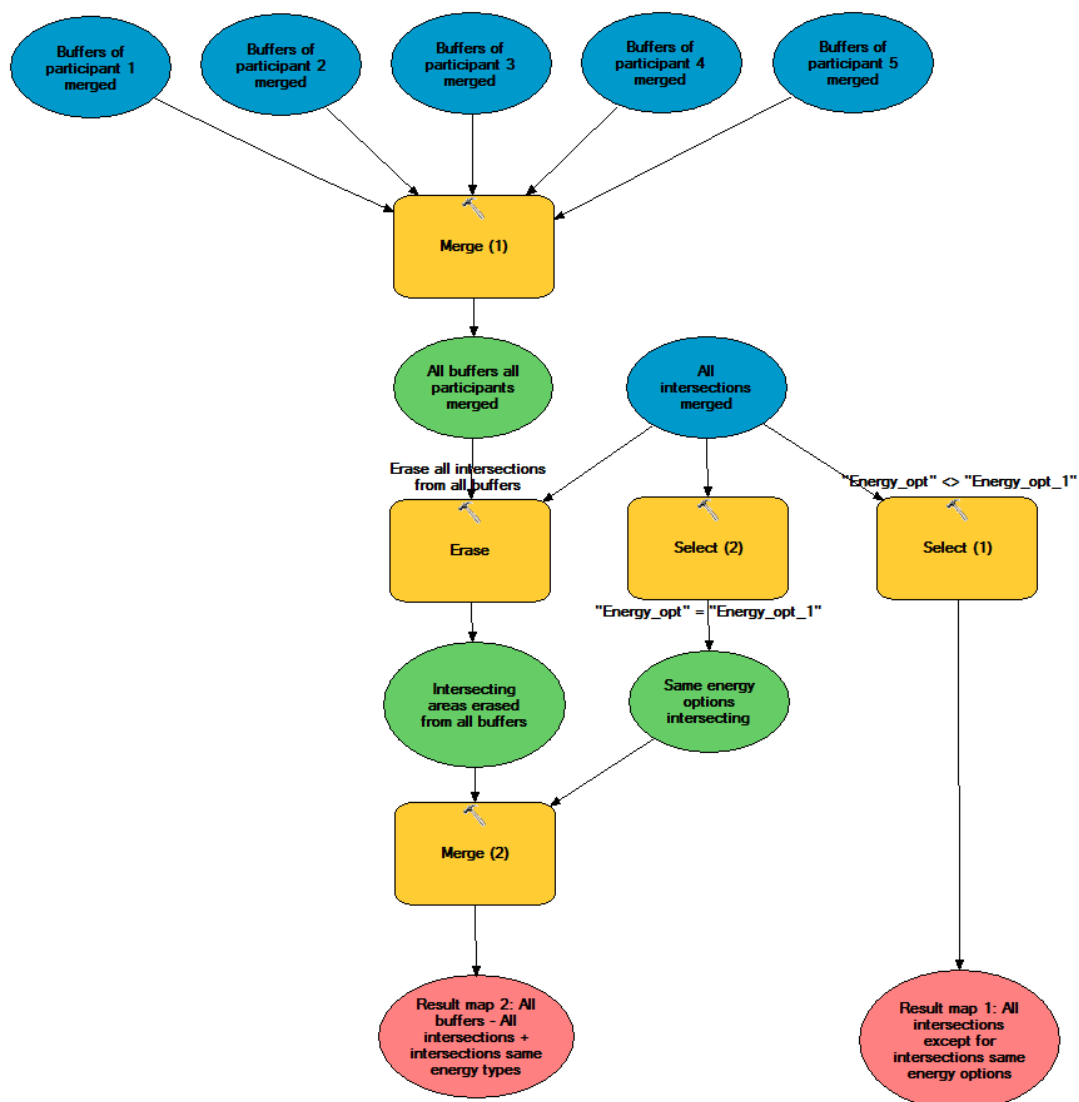 Buffers of
participant 1
merged
Buffers of
participant 2
merged
Buffers of
participant 3
merged
Buffers of
participant 4
merged
Buffers of
participant 5
merged
Merge (1)
All buffers all
participants
merged
All
intersections
merged
Erase all intersections
from all buffers
"Energy_opt" <> "Energy_opt_1"
Erase
Select (2)
Select (1)
"Energy_opt" = "Energy_opt_1"
Intersecting
areas erased
from all buffers
Same energy
options
intersecting
Merge (2)
Result map 2: All
buffers - All
intersections +
intersections same
energy types
Result map 1: All
intersections
except for
intersections same
energy options